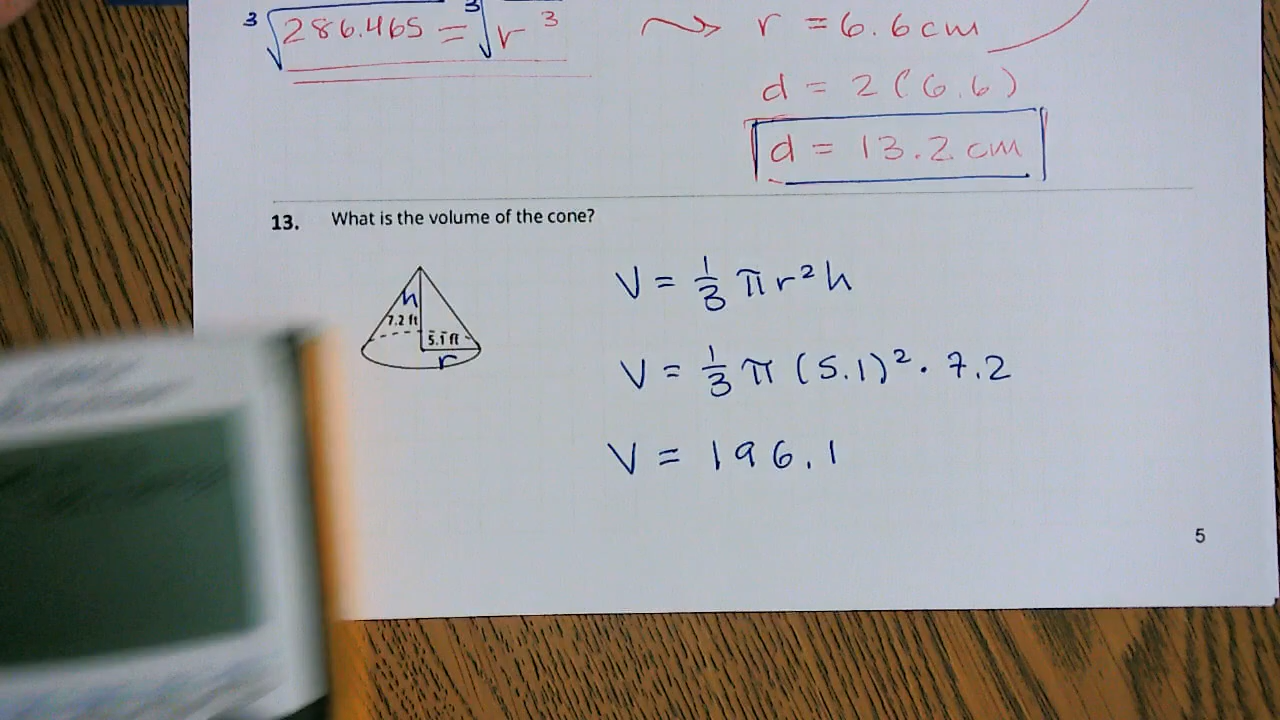 ∛286.465 = ∛r³ ⇝ r = 6.6 cm
d = 2(6.6)
d = 13.2 cm
13. What is the volume of the cone?
h
7.2 ft
5.1 ft
r
V = 1/3 π r² h
V = 1/3 π (5.1)² · 7.2
V = 196.1
5